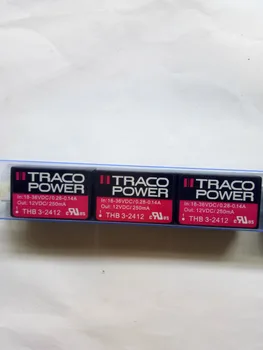 TRACO
POWER
In:18-36VDC/0.28-0.14A
Out: 12VDC/250mA
THB 3-2412
TRACO
POWER
In:18-36VDC/0.28-0.14A
Out: 12VDC/250mA
THB 3-2412
TRACO
POWER
In:18-36VDC/0.28-0.14A
Out: 12VDC/250mA
THB 3-2412